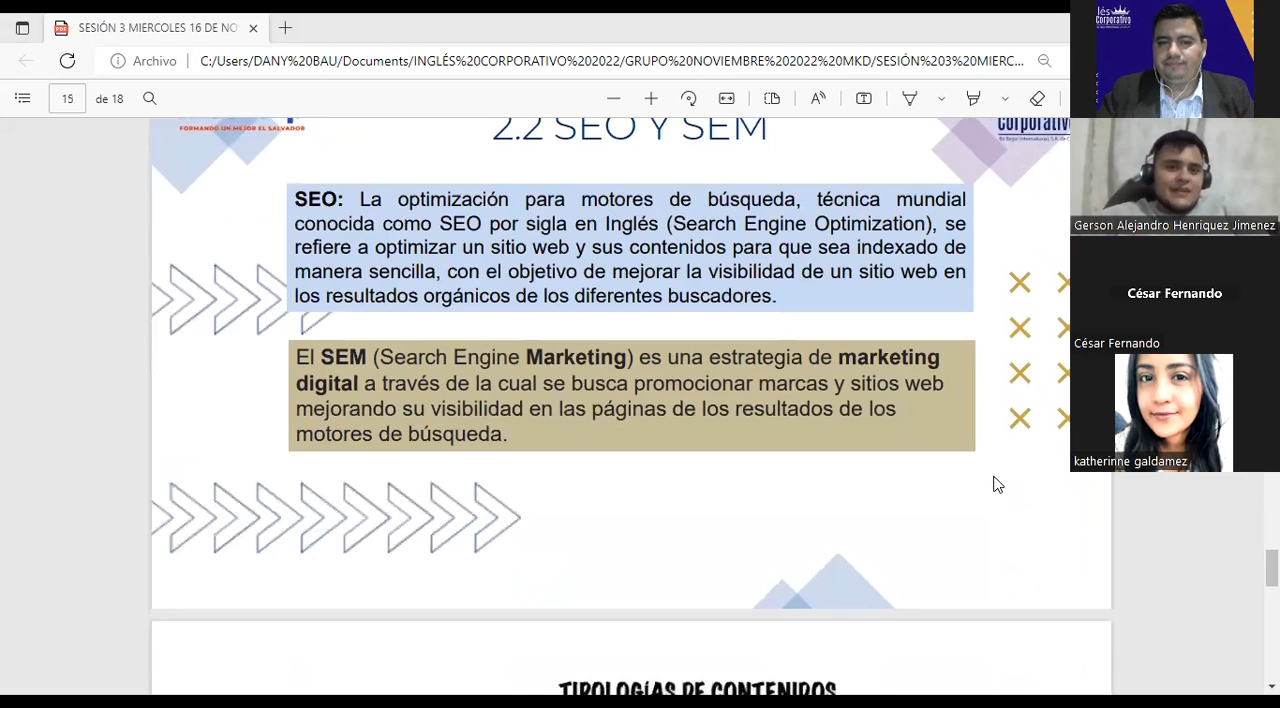 SESIÓN 3 MIERCOLES 16 DE NO
Archivo
C:/Users/DANY%20BAU/Documents/INGLÉS%20CORPORATIVO%202022/GRUPO%20NOVIEMBRE%202022%20MKD/SESIÓN%203%20MIERC...
15 de 18
FORMANDO UN MEJOR EL SALVADOR
2.2 SEO Y SEM
corporativo
SEO: La optimización para motores de búsqueda, técnica mundial
conocida como SEO por sigla en Inglés (Search Engine Optimization), se
refiere a optimizar un sitio web y sus contenidos para que sea indexado de
manera sencilla, con el objetivo de mejorar la visibilidad de un sitio web en
los resultados orgánicos de los diferentes buscadores.
El SEM (Search Engine Marketing) es una estrategia de marketing
digital a través de la cual se busca promocionar marcas y sitios web
mejorando su visibilidad en las páginas de los resultados de los
motores de búsqueda.
TIPOLOGÍAS DE CONTENIDOS
lés
Corporativo
Gerson Alejandro Henriquez Jimenez
César Fernando
César Fernando
katherinne galdamez